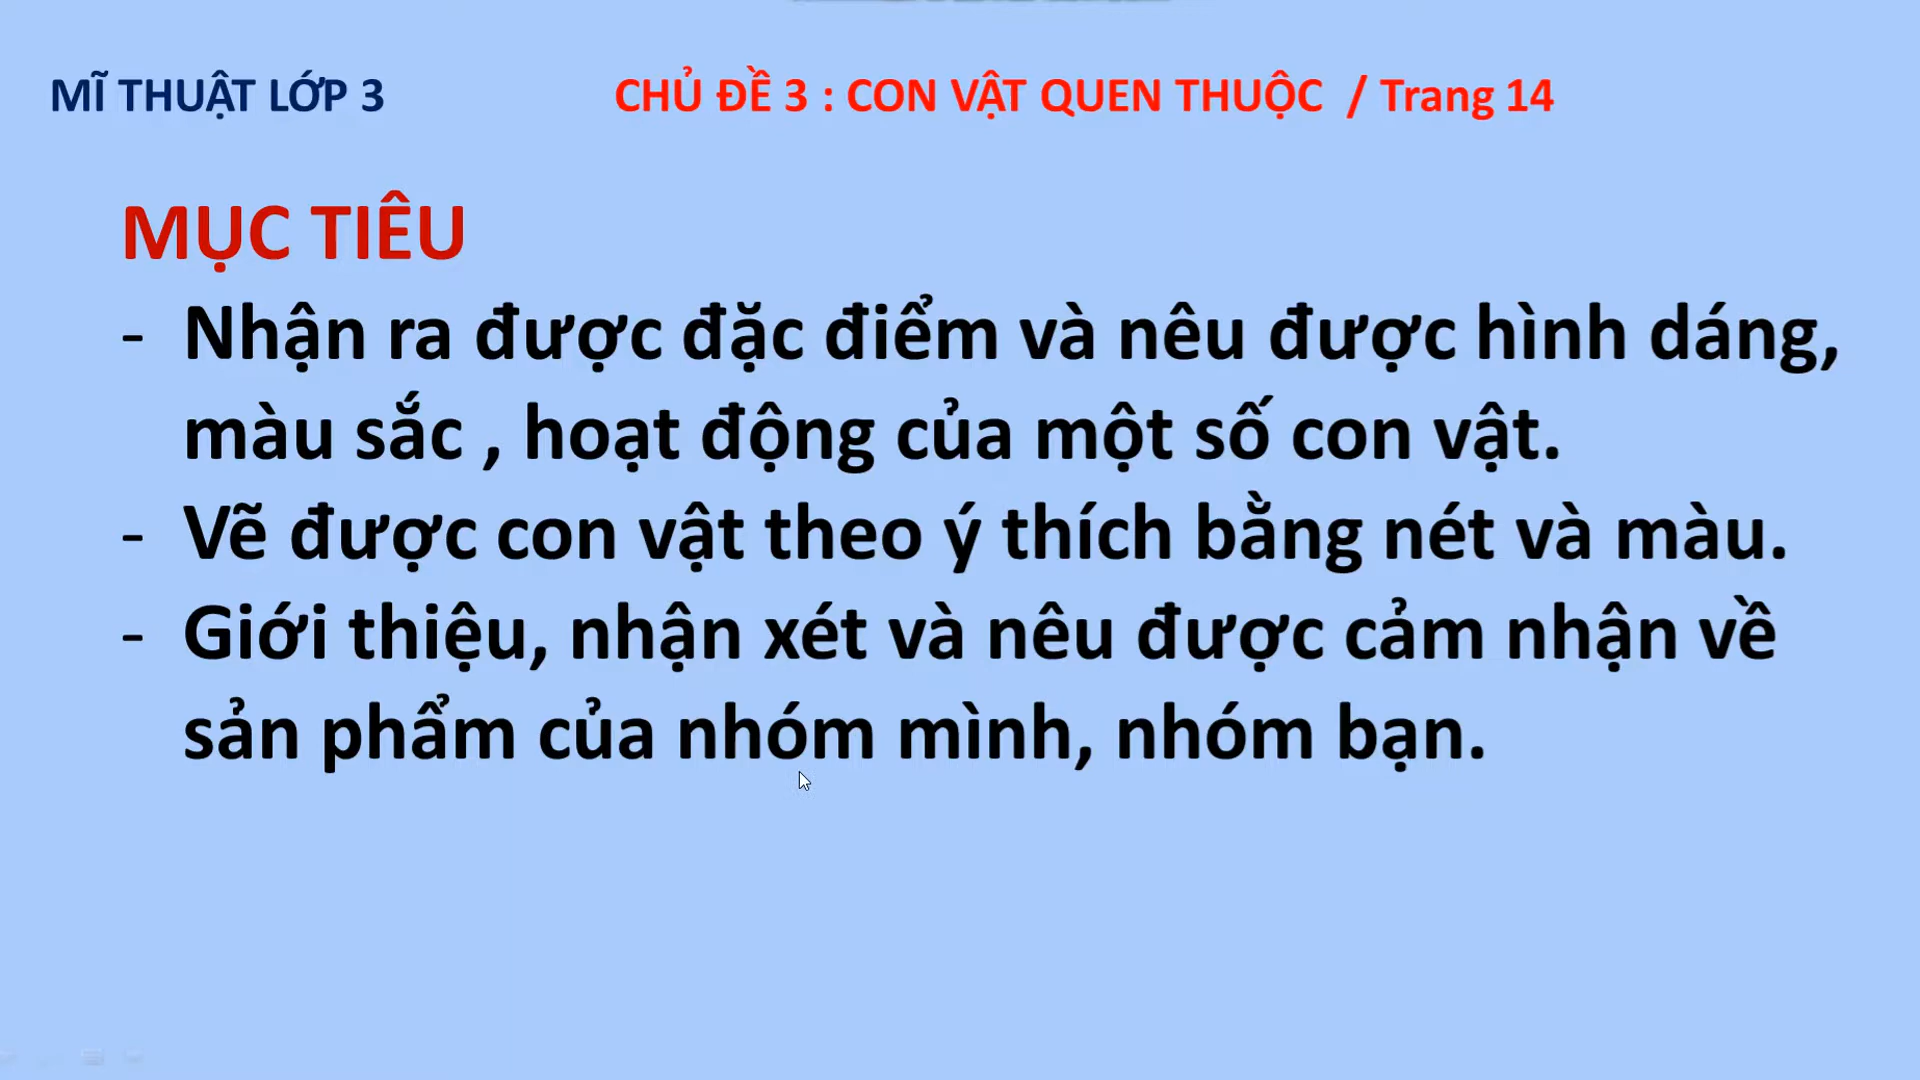 MĨ THUẬT LỚP 3 CHỦ ĐỀ 3 : CON VẬT QUEN THUỘC / Trang 14
MỤC TIÊU
- Nhận ra được đặc điểm và nêu được hình dáng,
màu sắc , hoạt động của một số con vật.
- Vẽ được con vật theo ý thích bằng nét và màu.
- Giới thiệu, nhận xét và nêu được cảm nhận về
sản phẩm của nhóm mình, nhóm bạn.